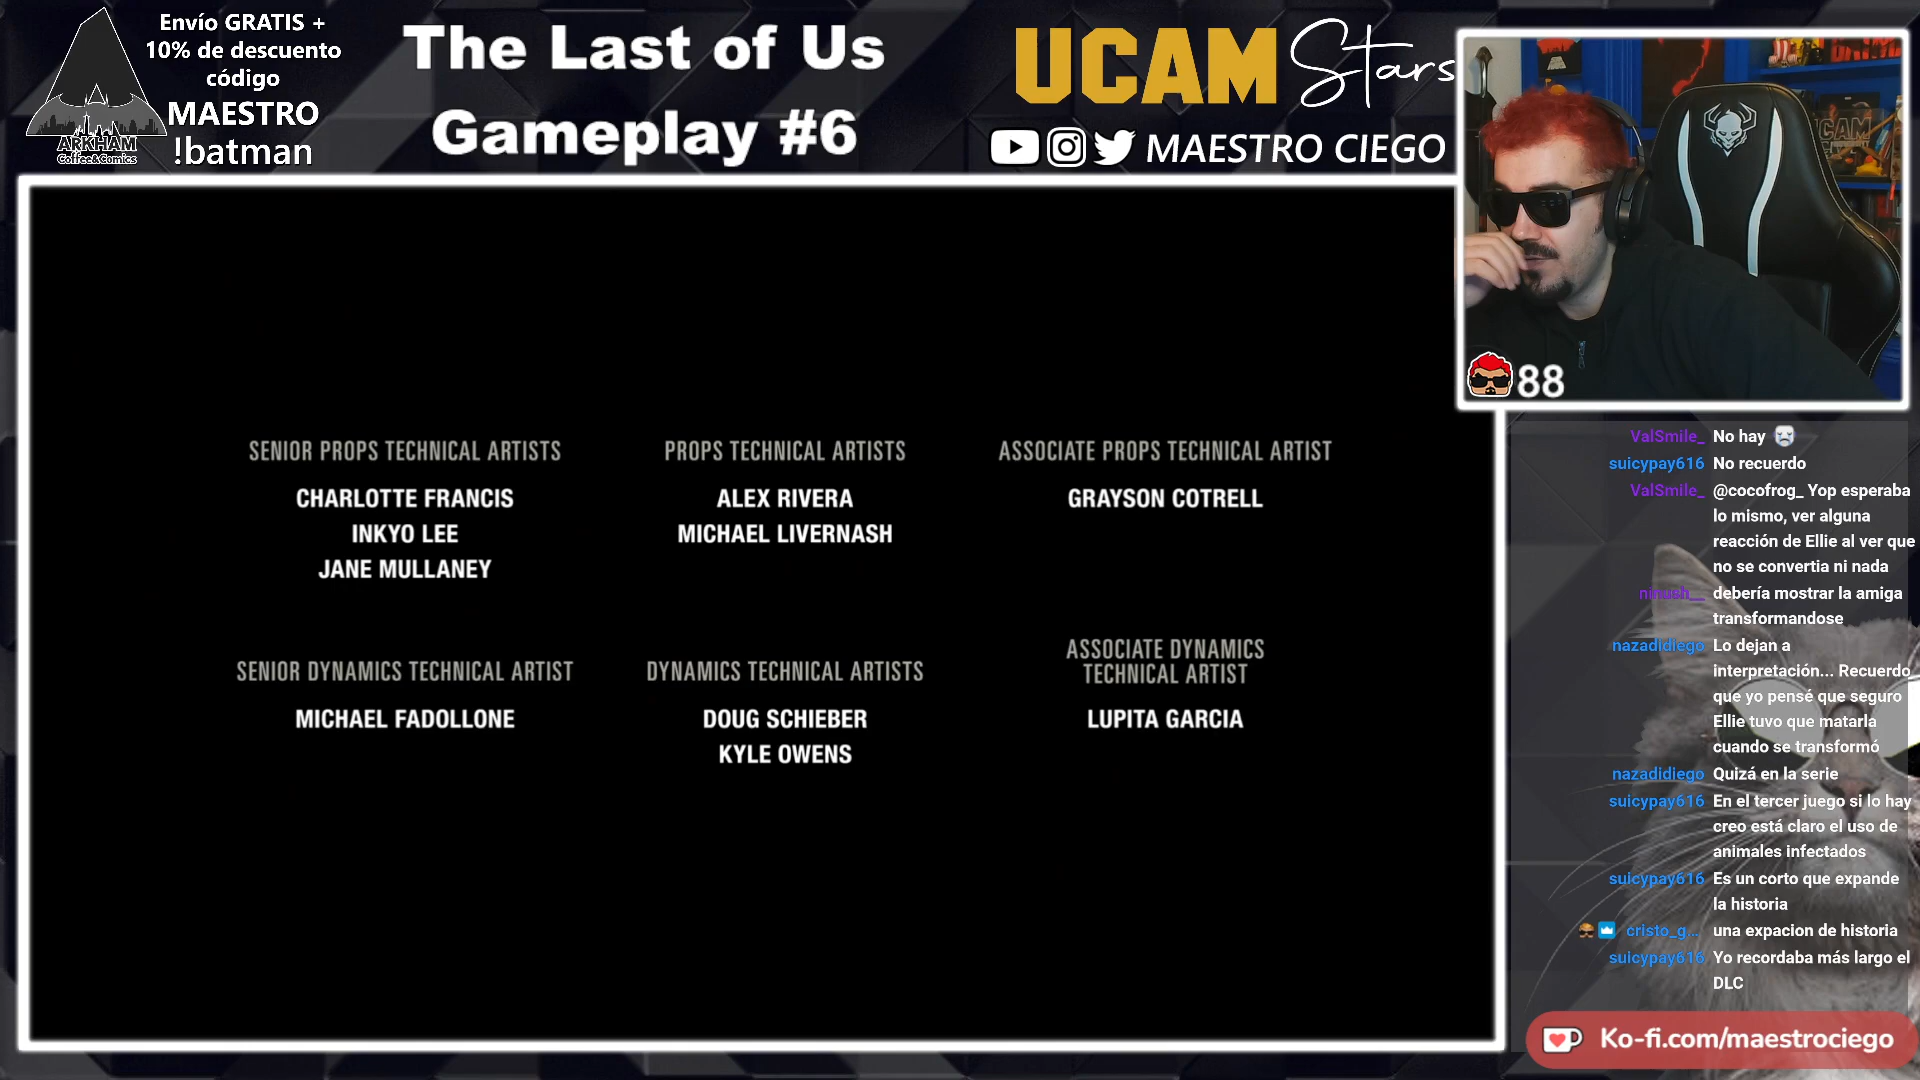 Envío GRATIS +
10% de descuento
código
MAESTRO
!batman
ARKHAM
Coffee&Comics
The Last of Us
Gameplay #6
UCAM Stars
MAESTRO CIEGO
UCAM
88
SENIOR PROPS TECHNICAL ARTISTS
CHARLOTTE FRANCIS
INKYO LEE
JANE MULLANEY
PROPS TECHNICAL ARTISTS
ALEX RIVERA
MICHAEL LIVERNASH
ASSOCIATE PROPS TECHNICAL ARTIST
GRAYSON COTRELL
SENIOR DYNAMICS TECHNICAL ARTIST
MICHAEL FADOLLONE
DYNAMICS TECHNICAL ARTISTS
DOUG SCHIEBER
KYLE OWENS
ASSOCIATE DYNAMICS
TECHNICAL ARTIST
LUPITA GARCIA
ValSmile_ No hay
suicypay616 No recuerdo
ValSmile_ @cocofrog_ Yop esperaba
lo mismo, ver alguna
reacción de Ellie al ver que
no se convertia ni nada
debería mostrar la amiga
transformandose
nazadidiego Lo dejan a
interpretación... Recuerdo
que yo pensé que seguro
Ellie tuvo que matarla
cuando se transformó
nazadidiego Quizá en la serie
suicypay616 En el tercer juego si lo hay
creo está claro el uso de
animales infectados
suicypay616 Es un corto que expande
la historia
cristo_g... una expacion de historia
suicypay616 Yo recordaba más largo el
DLC
Ko-fi.com/maestrociego